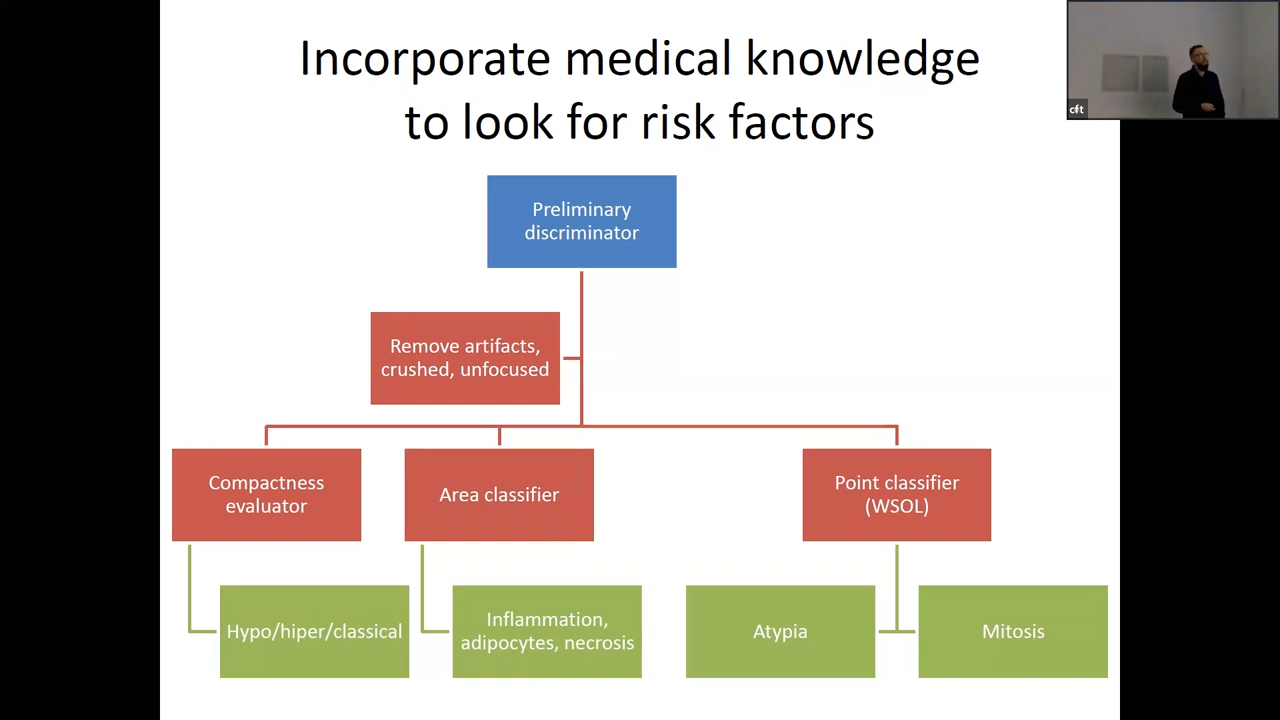 Incorporate medical knowledge
to look for risk factors
cft
Preliminary
discriminator
Remove artifacts,
crushed, unfocused
Compactness
evaluator
Area classifier
Point classifier
(WSOL)
Hypo/hiper/classical
Inflammation,
adipocytes, necrosis
Atypia
Mitosis